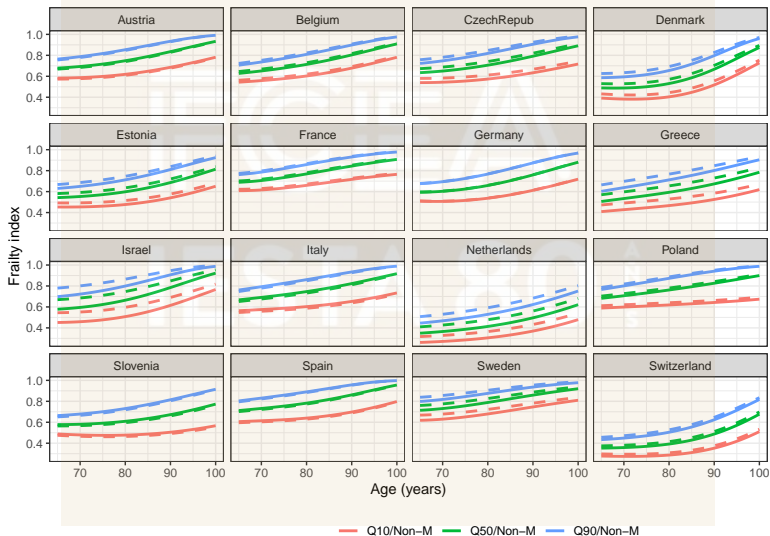 Austria Belgium CzechRepub Denmark
1.0
0.8
0.6
0.4
Estonia France Germany Greece
1.0
0.8
0.6
0.4
Israel Italy Netherlands Poland
1.0
0.8
0.6
0.4
Slovenia Spain Sweden Switzerland
1.0
0.8
0.6
0.4
Frailty index
70 80 90 100 70 80 90 100 70 80 90 100 70 80 90 100
Age (years)
Q10/Non−M Q50/Non−M Q90/Non−M